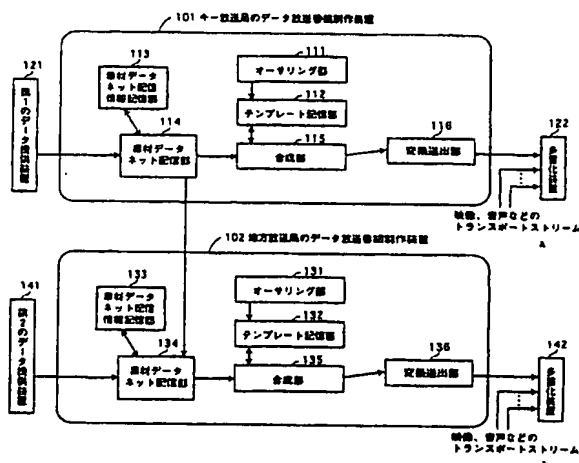 101 キー放送局のデータ放送番組制作装置
121
第1のデータ提供装置
113
素材データ
ネット配信
情報記憶部
114
素材データ
ネット配信部
111
オーサリング部
112
テンプレート記憶部
115
合成部
116
変換送出部
122
多重化装置
映像、音声などの
トランスポートストリーム
102 地方放送局のデータ放送番組制作装置
141
第2のデータ提供装置
133
素材データ
ネット配信
情報記憶部
134
素材データ
ネット配信部
131
オーサリング部
132
テンプレート記憶部
135
合成部
136
変換送出部
142
多重化装置
映像、音声などの
トランスポートストリーム